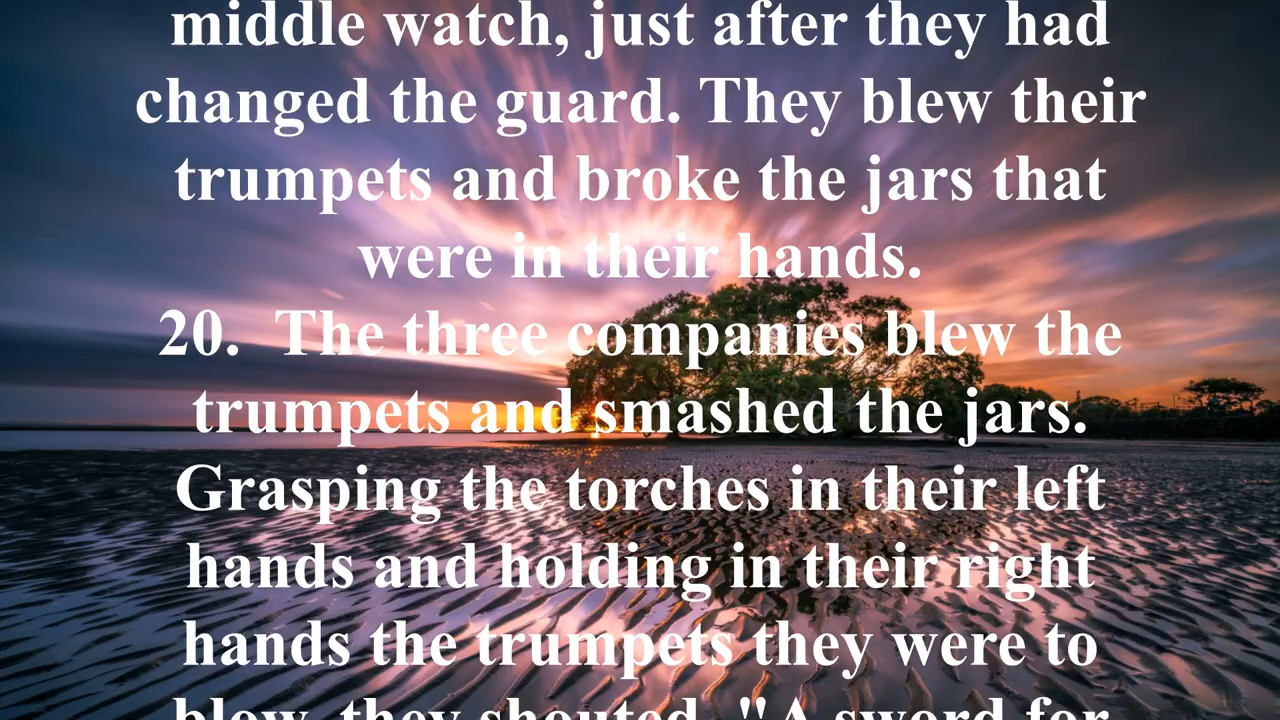 middle watch, just after they had
changed the guard. They blew their
trumpets and broke the jars that
were in their hands.
20.  The three companies blew the
trumpets and smashed the jars.
Grasping the torches in their left
hands and holding in their right
hands the trumpets they were to
blow, they shouted, "A sword for